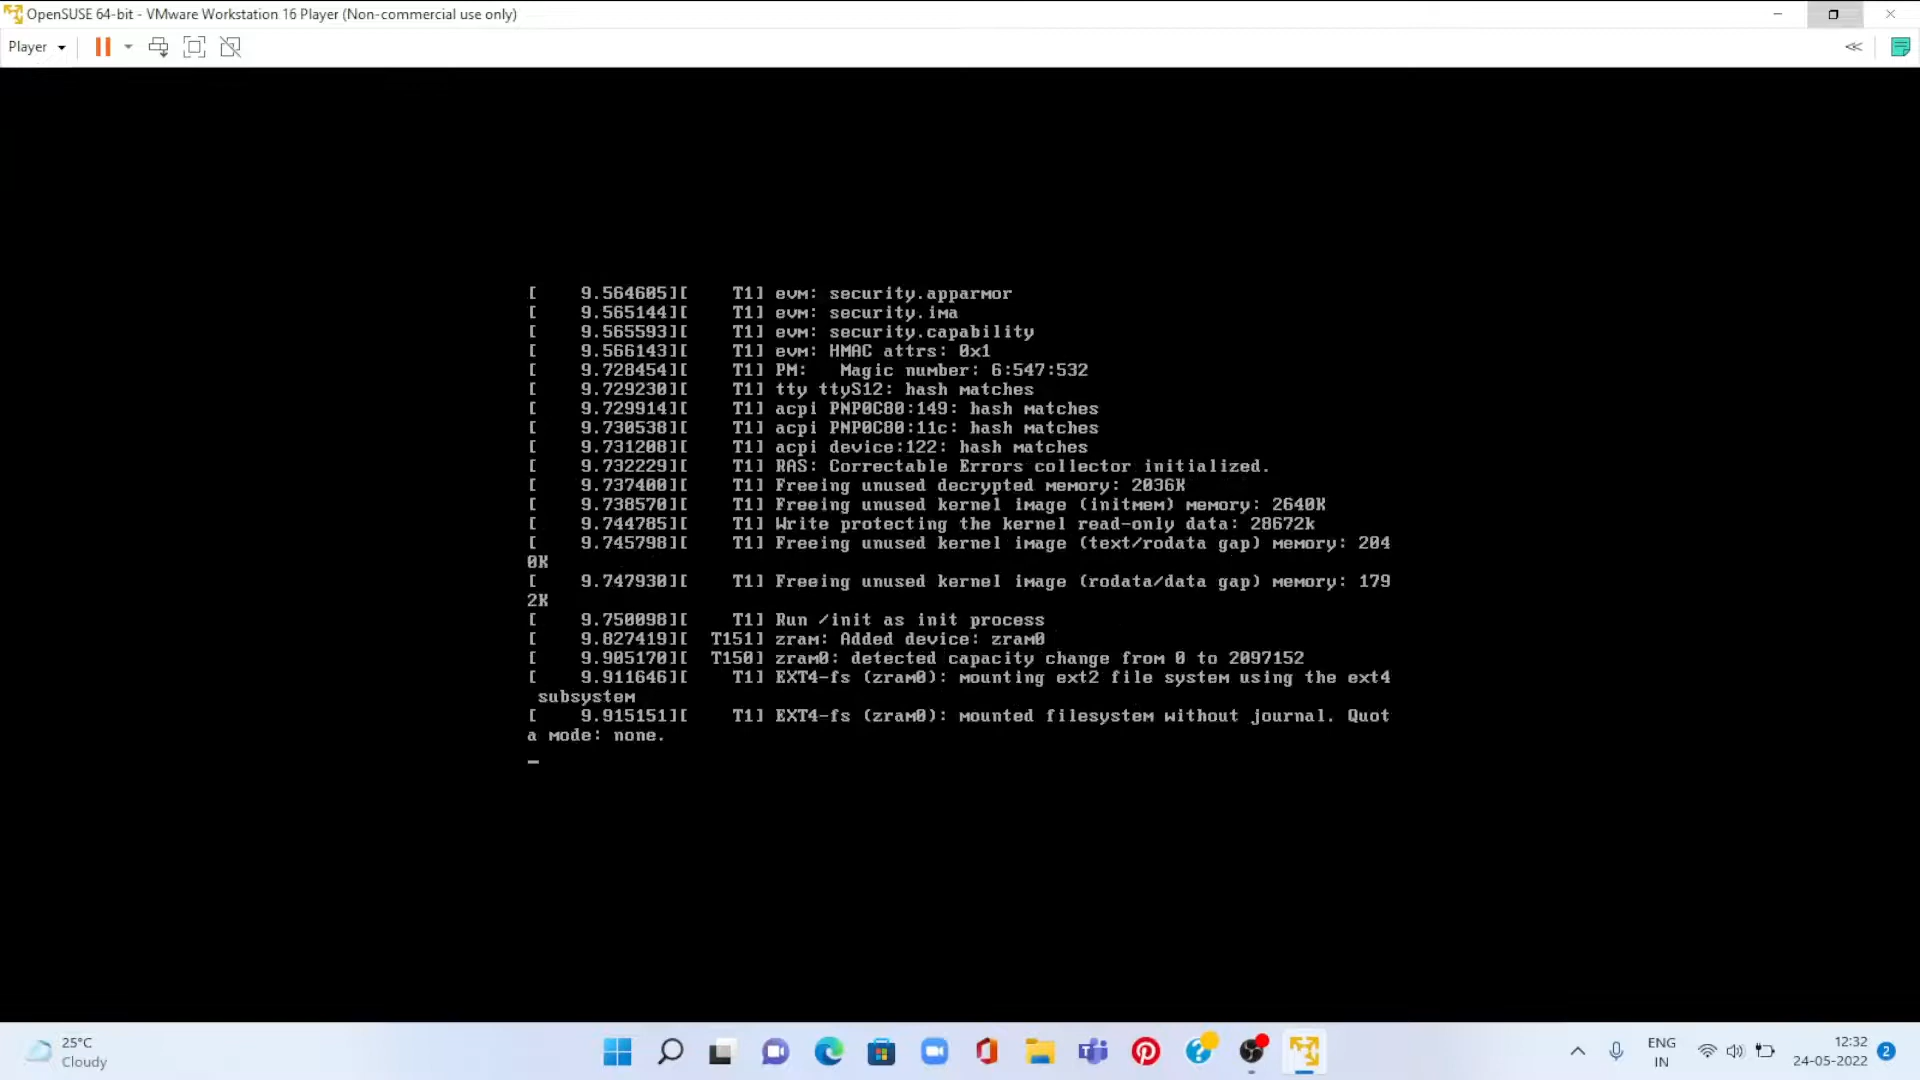 OpenSUSE 64-bit - VMware Workstation 16 Player (Non-commercial use only)
Player
[    9.564605][    T1] evm: security.apparmor
[    9.565144][    T1] evm: security.ima
[    9.565593][    T1] evm: security.capability
[    9.566143][    T1] evm: HMAC attrs: 0x1
[    9.728454][    T1] PM:   Magic number: 6:547:532
[    9.729230][    T1] tty ttyS12: hash matches
[    9.729914][    T1] acpi PNP0C80:149: hash matches
[    9.730538][    T1] acpi PNP0C80:11c: hash matches
[    9.731208][    T1] acpi device:122: hash matches
[    9.732229][    T1] RAS: Correctable Errors collector initialized.
[    9.737400][    T1] Freeing unused decrypted memory: 2036K
[    9.738570][    T1] Freeing unused kernel image (initmem) memory: 2640K
[    9.744785][    T1] Write protecting the kernel read-only data: 28672k
[    9.745798][    T1] Freeing unused kernel image (text/rodata gap) memory: 204
0K
[    9.747930][    T1] Freeing unused kernel image (rodata/data gap) memory: 179
2K
[    9.750098][    T1] Run /init as init process
[    9.827419][  T151] zram: Added device: zram0
[    9.905170][  T150] zram0: detected capacity change from 0 to 2097152
[    9.911646][    T1] EXT4-fs (zram0): mounting ext2 file system using the ext4
 subsystem
[    9.915151][    T1] EXT4-fs (zram0): mounted filesystem without journal. Quot
a mode: none.
_
25°C
Cloudy
ENG
IN
12:32
24-05-2022
2